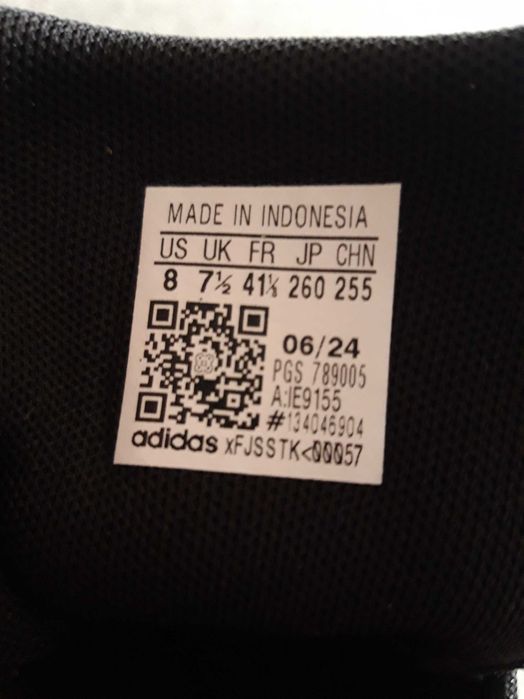 MADE IN INDONESIA
US UK FR JP CHN
8 7½ 41⅓ 260 255
06/24
PGS 789005
A:IE9155
#134046904
adidas xFJSSTK<00057